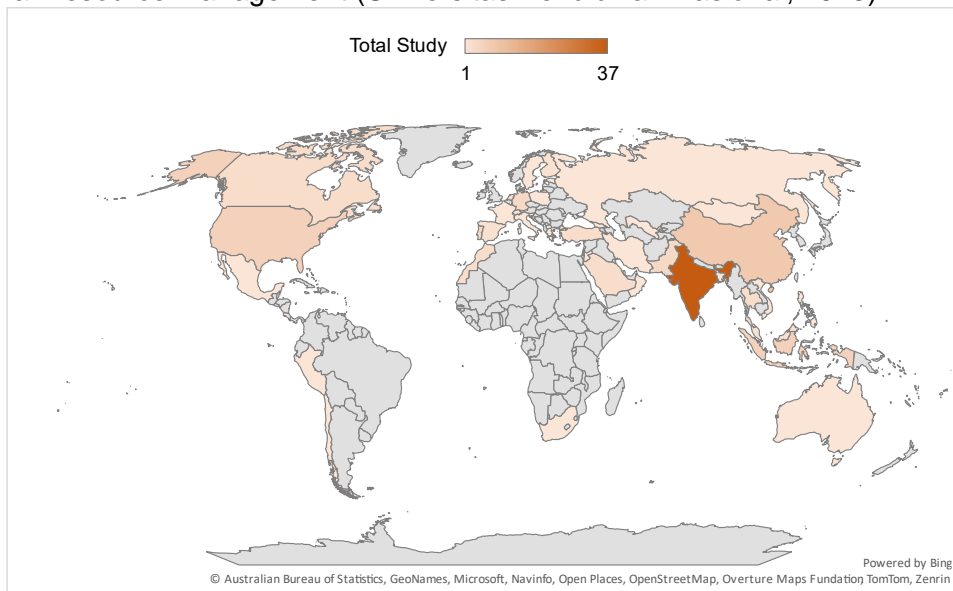 Total Study
1 37
Powered by Bing
© Australian Bureau of Statistics, GeoNames, Microsoft, Navinfo, Open Places, OpenStreetMap, Overture Maps Fundation, TomTom, Zenrin